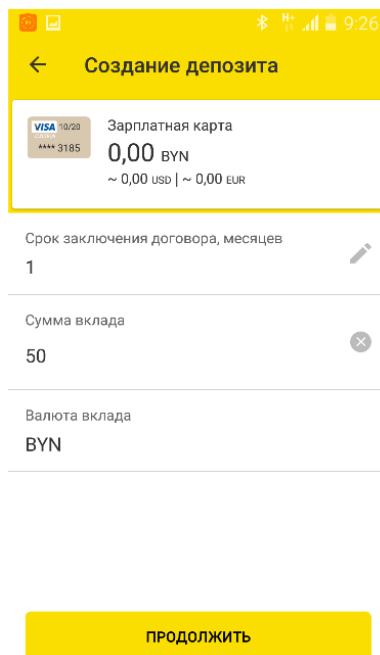 9:26
Создание депозита
VISA 10/20
**** 3185
Зарплатная карта
0,00 BYN
~ 0,00 USD | ~ 0,00 EUR
Срок заключения договора, месяцев
1
Сумма вклада
50
Валюта вклада
BYN
ПРОДОЛЖИТЬ